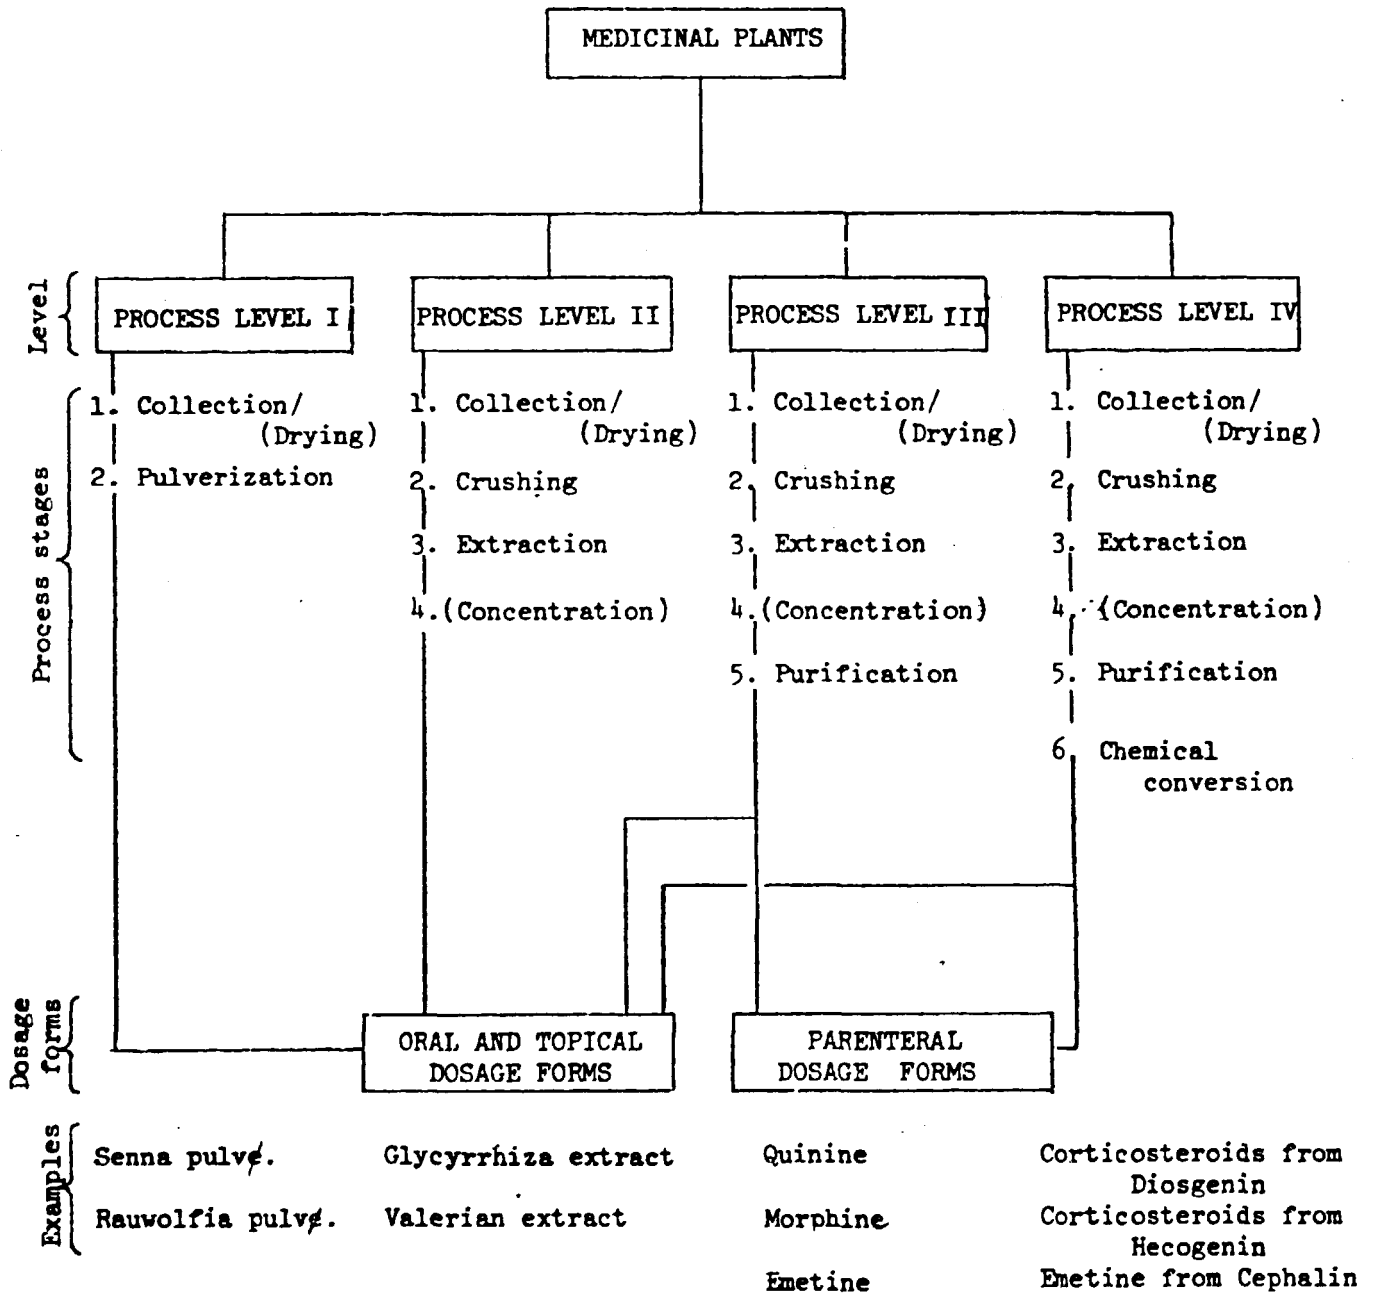 MEDICINAL PLANTS
Level
PROCESS LEVEL I
PROCESS LEVEL II
PROCESS LEVEL III
PROCESS LEVEL IV
Process stages
1. Collection/
(Drying)
2. Pulverization
1. Collection/
(Drying)
2. Crushing
3. Extraction
4. (Concentration)
1. Collection/
(Drying)
2. Crushing
3. Extraction
4. (Concentration)
5. Purification
1. Collection/
(Drying)
2. Crushing
3. Extraction
4. (Concentration)
5. Purification
6 Chemical
conversion
Dosage
forms
ORAL AND TOPICAL
DOSAGE FORMS
PARENTERAL
DOSAGE FORMS
Examples
Senna pulv.
Rauwolfia pulv.
Glycyrrhiza extract
Valerian extract
Quinine
Morphine
Emetine
Corticosteroids from
Diosgenin
Corticosteroids from
Hecogenin
Emetine from Cephalin